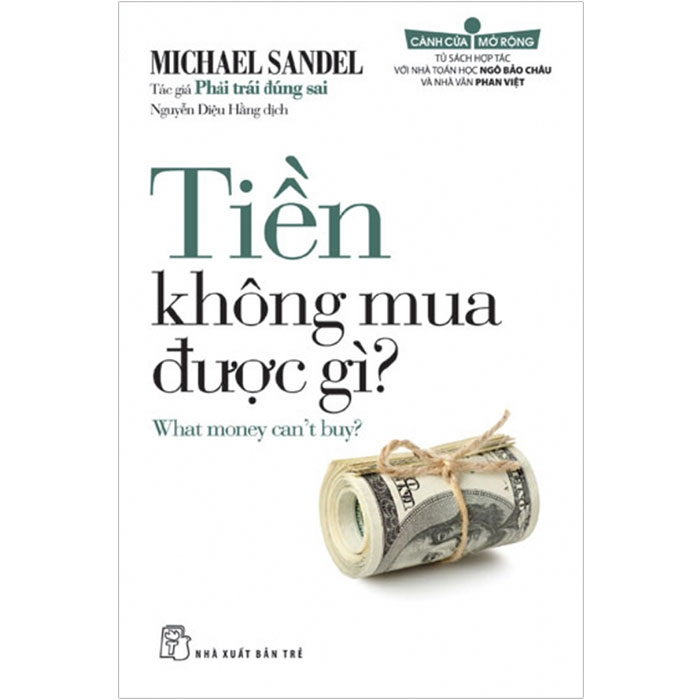 MICHAEL SANDEL
Tác giả Phải trái đúng sai
Nguyễn Diệu Hằng dịch
CÁNH CỬA MỞ RỘNG
TỦ SÁCH HỢP TÁC
VỚI NHÀ TOÁN HỌC NGÔ BẢO CHÂU
VÀ NHÀ VĂN PHAN VIỆT
Tiền
không mua
được gì?
What money can't buy?
NHÀ XUẤT BẢN TRẺ